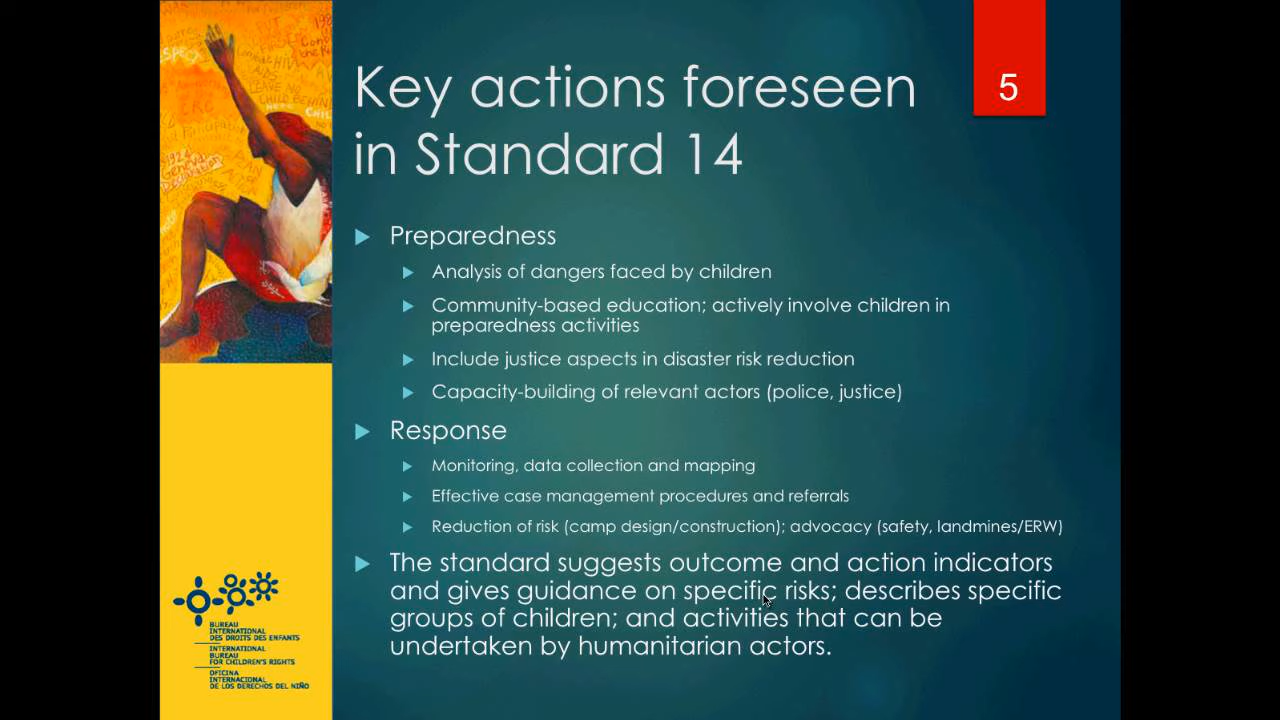 5
Key actions foreseen
in Standard 14
Preparedness
Analysis of dangers faced by children
Community-based education; actively involve children in
preparedness activities
Include justice aspects in disaster risk reduction
Capacity-building of relevant actors (police, justice)
Response
Monitoring, data collection and mapping
Effective case management procedures and referrals
Reduction of risk (camp design/construction); advocacy (safety, landmines/ERW)
The standard suggests outcome and action indicators
and gives guidance on specific risks; describes specific
groups of children; and activities that can be
undertaken by humanitarian actors.
BUREAU
INTERNATIONAL
DES DROITS DES ENFANTS
INTERNATIONAL
BUREAU
FOR CHILDREN'S RIGHTS
OFICINA
INTERNACIONAL
DE LOS DERECHOS DEL NIÑO